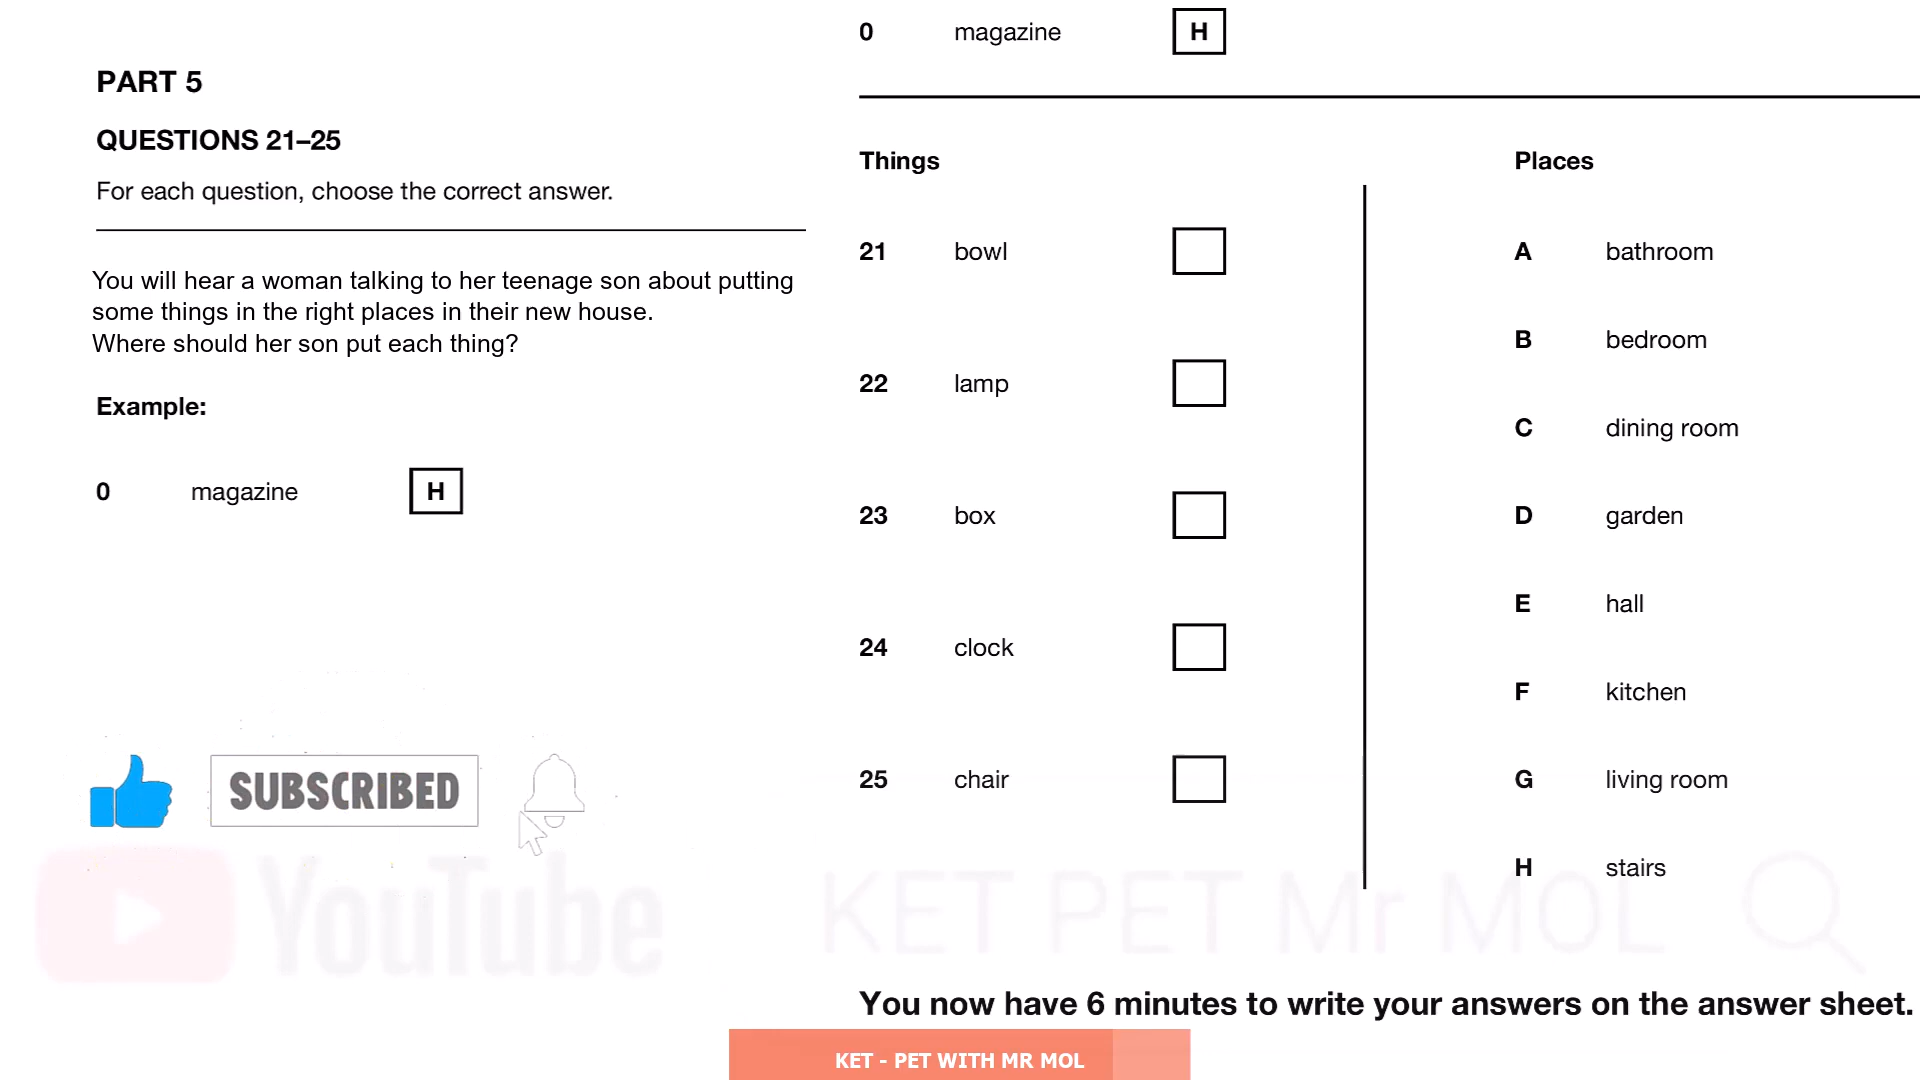 PART 5
QUESTIONS 21–25
For each question, choose the correct answer.
You will hear a woman talking to her teenage son about putting
some things in the right places in their new house.
Where should her son put each thing?
Example:
0 magazine H
SUBSCRIBED
YouTube
0 magazine H
Things
21 bowl
22 lamp
23 box
24 clock
25 chair
Places
A bathroom
B bedroom
C dining room
D garden
E hall
F kitchen
G living room
H stairs
KET PET Mr MOL
You now have 6 minutes to write your answers on the answer sheet.
KET - PET WITH MR MOL